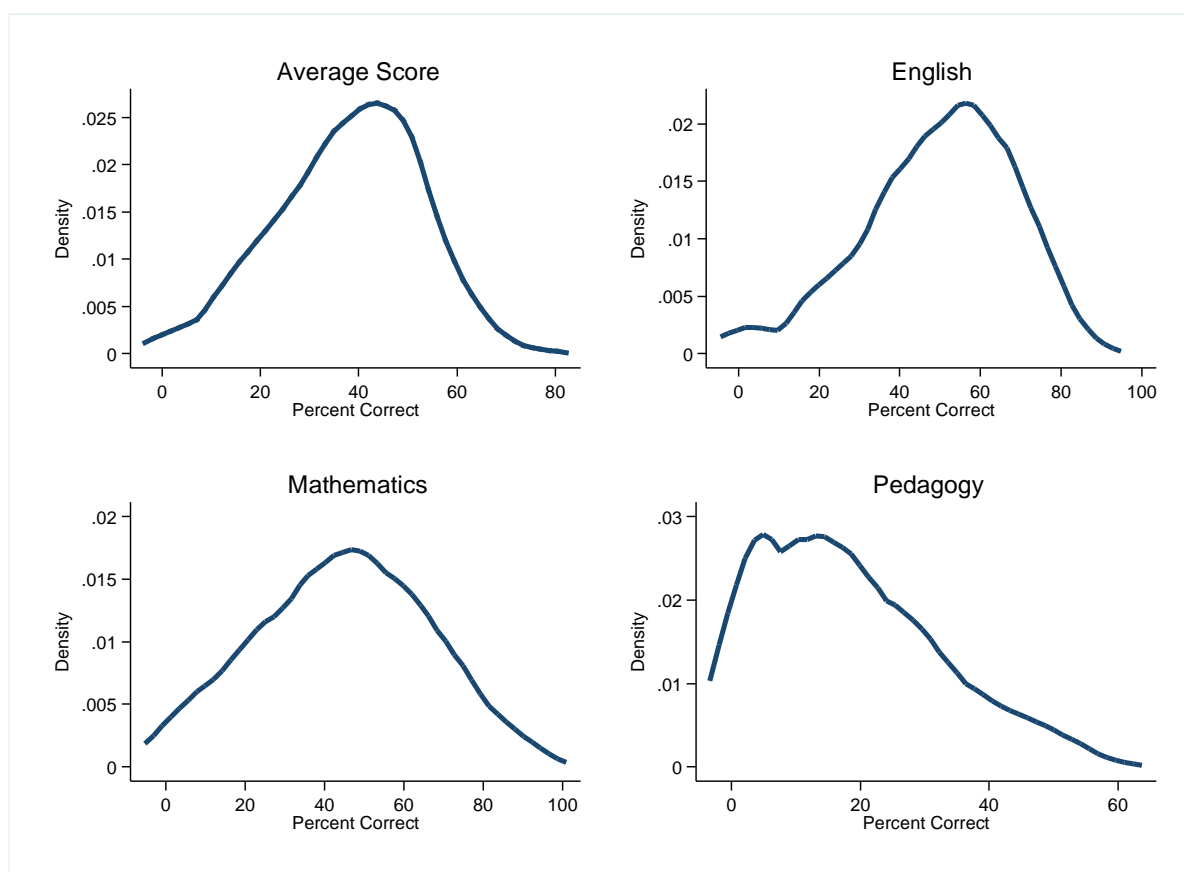 Average Score
Density
.025
.02
.015
.01
.005
0
0 20 40 60 80
Percent Correct
English
Density
.02
.015
.01
.005
0
0 20 40 60 80 100
Percent Correct
Mathematics
Density
.02
.015
.01
.005
0
0 20 40 60 80 100
Percent Correct
Pedagogy
Density
.03
.02
.01
0
0 20 40 60
Percent Correct